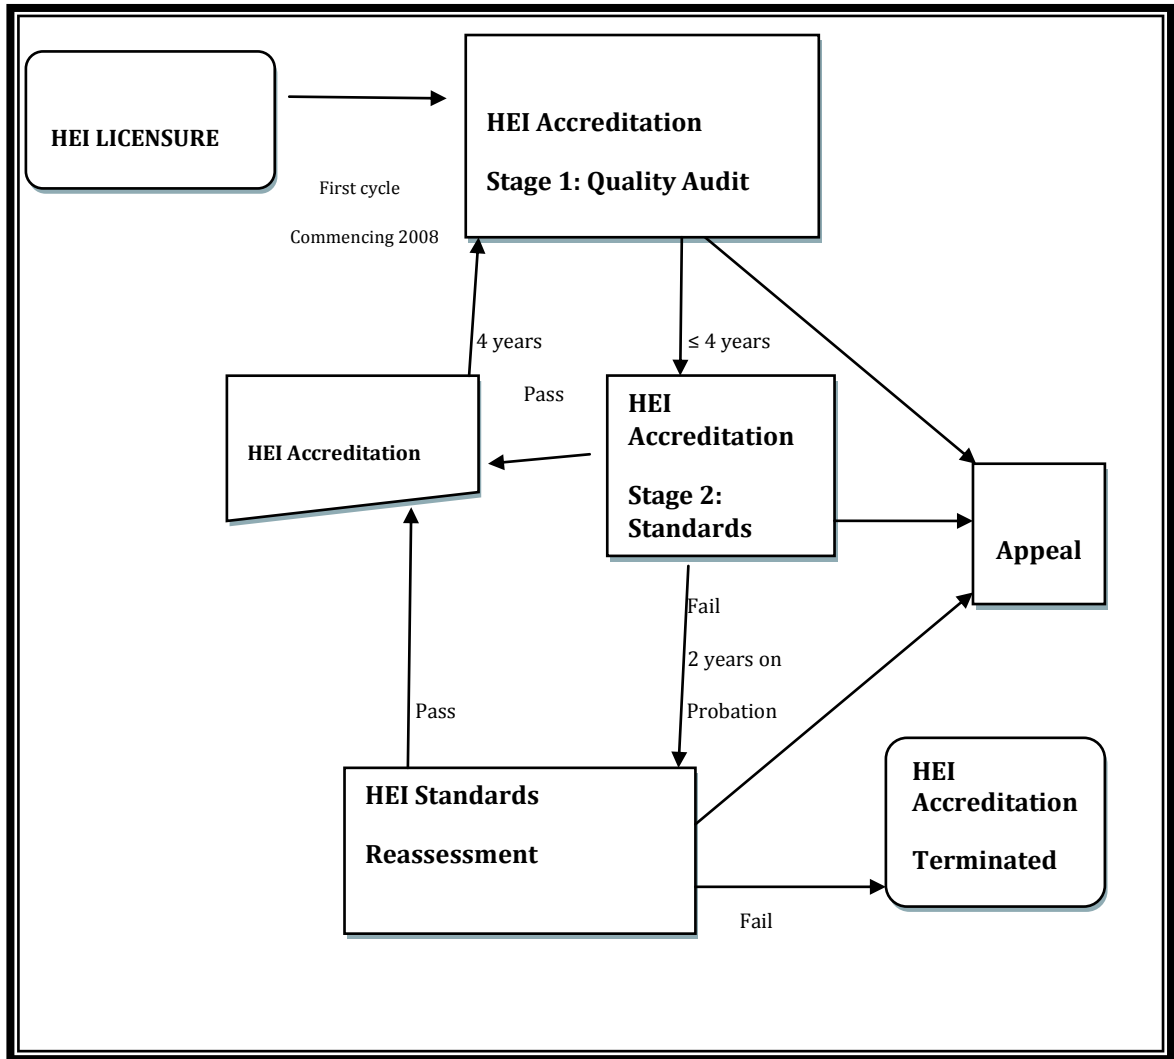 HEI LICENSURE
HEI Accreditation
Stage 1: Quality Audit
First cycle
Commencing 2008
4 years
≤ 4 years
Pass
HEI Accreditation
HEI
Accreditation
Stage 2:
Standards
Appeal
Fail
2 years on
Probation
Pass
HEI Standards
Reassessment
HEI
Accreditation
Terminated
Fail